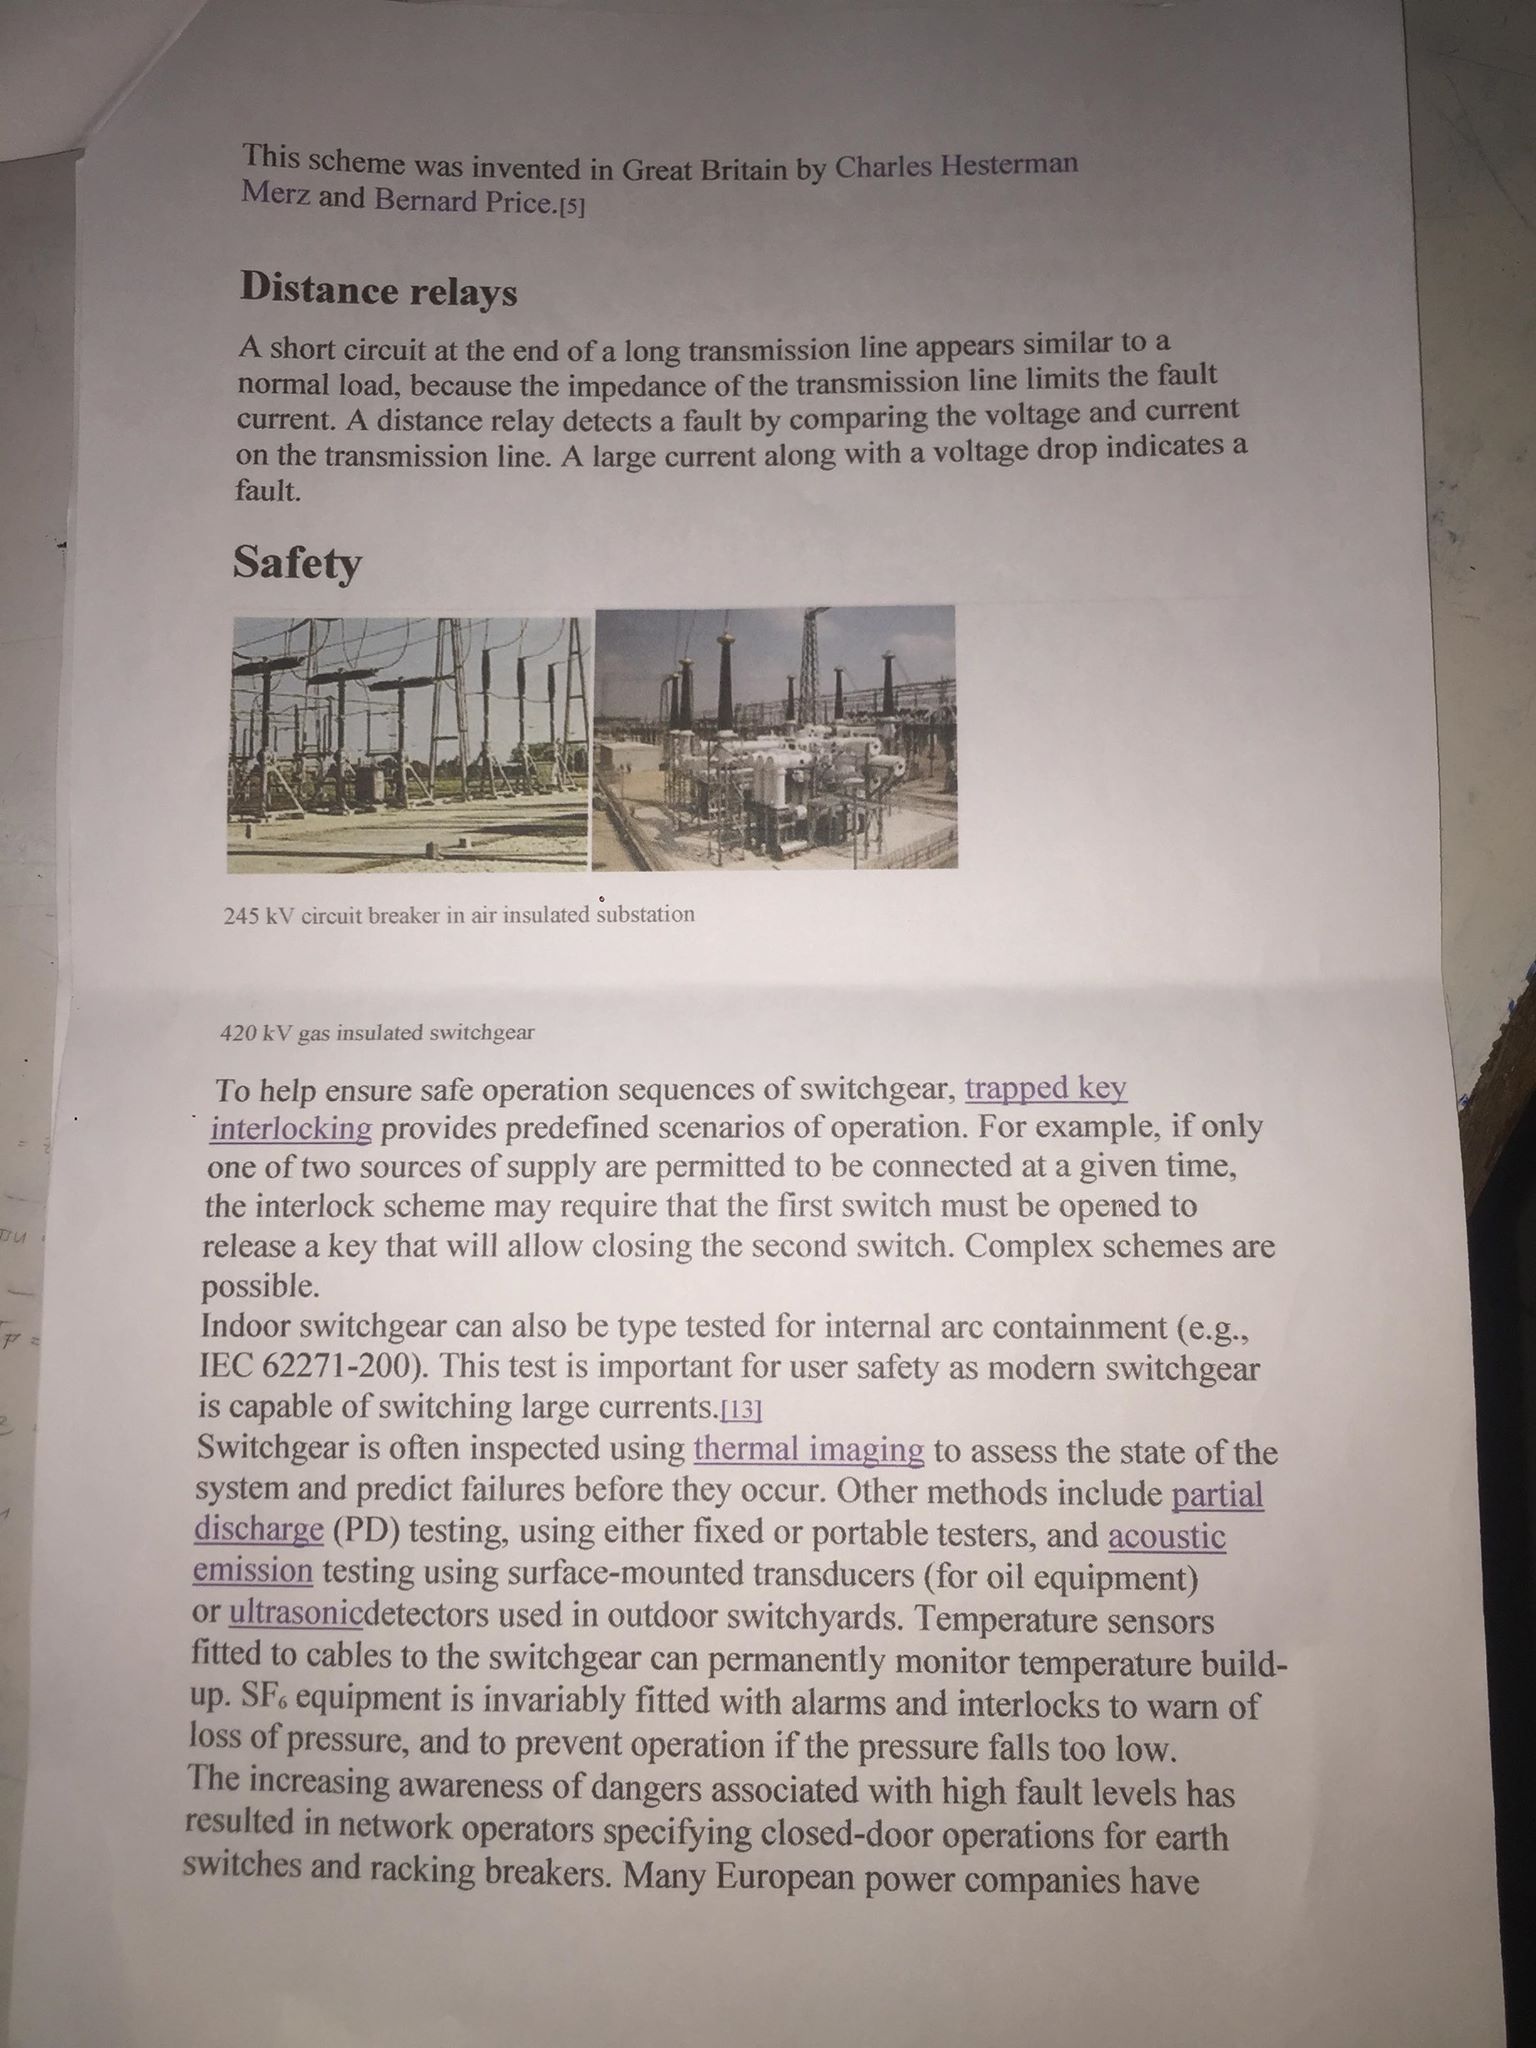 This scheme was invented in Great Britain by Charles Hesterman
Merz and Bernard Price.[5]
Distance relays
A short circuit at the end of a long transmission line appears similar to a
normal load, because the impedance of the transmission line limits the fault
current. A distance relay detects a fault by comparing the voltage and current
on the transmission line. A large current along with a voltage drop indicates a
fault.
Safety
245 kV circuit breaker in air insulated substation
420 kV gas insulated switchgear
To help ensure safe operation sequences of switchgear, trapped key
interlocking provides predefined scenarios of operation. For example, if only
one of two sources of supply are permitted to be connected at a given time,
the interlock scheme may require that the first switch must be opened to
release a key that will allow closing the second switch. Complex schemes are
possible.
Indoor switchgear can also be type tested for internal arc containment (e.g.,
IEC 62271-200). This test is important for user safety as modern switchgear
is capable of switching large currents.[13]
Switchgear is often inspected using thermal imaging to assess the state of the
system and predict failures before they occur. Other methods include partial
discharge (PD) testing, using either fixed or portable testers, and acoustic
emission testing using surface-mounted transducers (for oil equipment)
or ultrasonicdetectors used in outdoor switchyards. Temperature sensors
fitted to cables to the switchgear can permanently monitor temperature build-
up. SF₆ equipment is invariably fitted with alarms and interlocks to warn of
loss of pressure, and to prevent operation if the pressure falls too low.
The increasing awareness of dangers associated with high fault levels has
resulted in network operators specifying closed-door operations for earth
switches and racking breakers. Many European power companies have